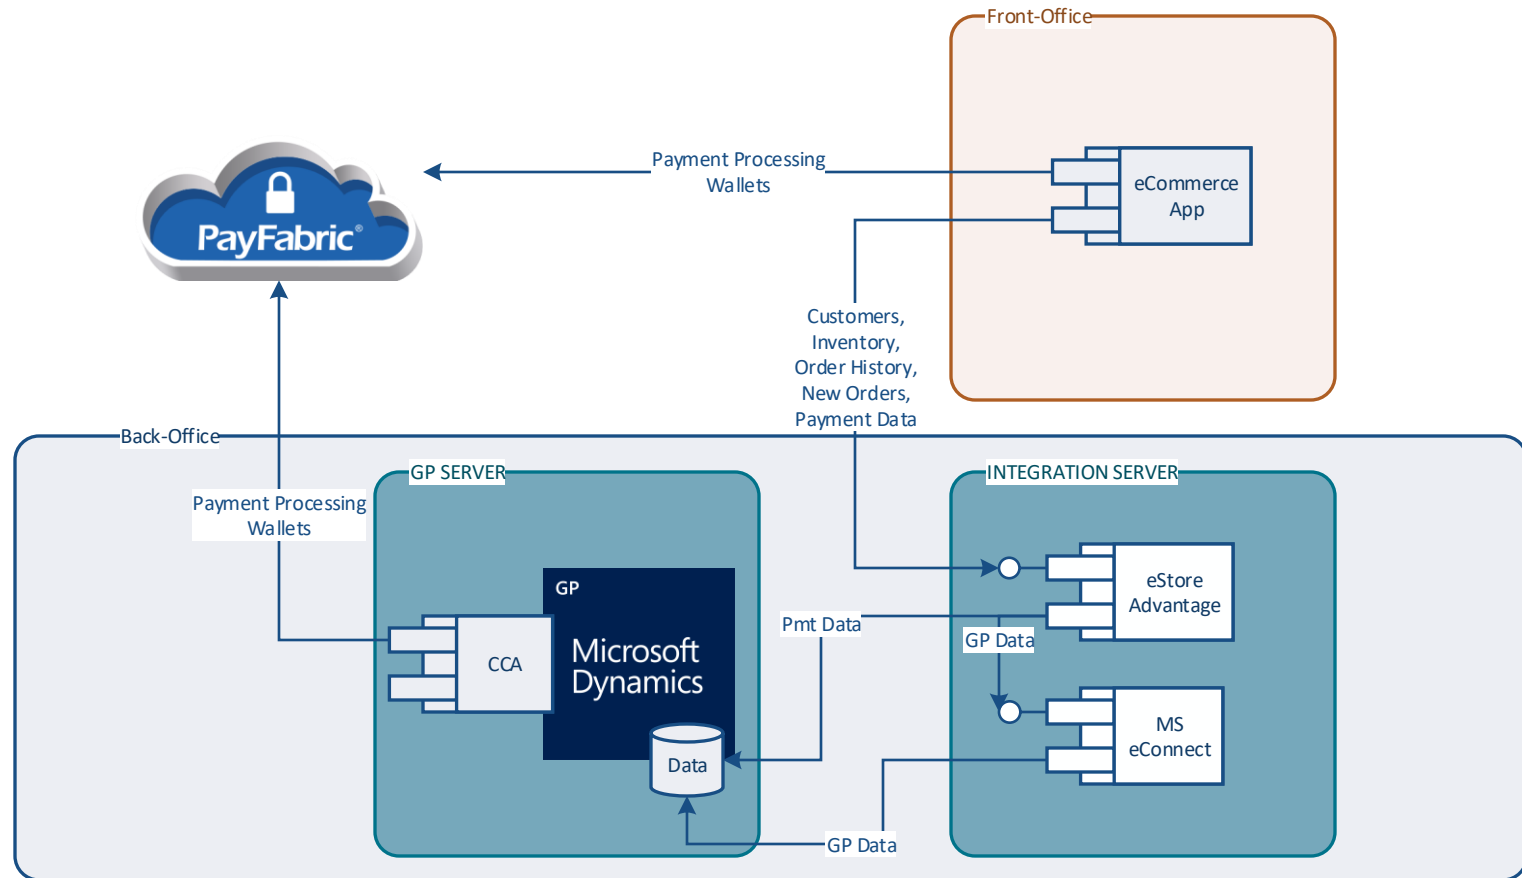 Front-Office
Payment Processing
Wallets
eCommerce
App
PayFabric®
Customers,
Inventory,
Order History,
New Orders,
Payment Data
Back-Office
GP SERVER
INTEGRATION SERVER
Payment Processing
Wallets
GP
Microsoft
Dynamics
CCA
Data
eStore
Advantage
Pmt Data
GP Data
MS
eConnect
GP Data